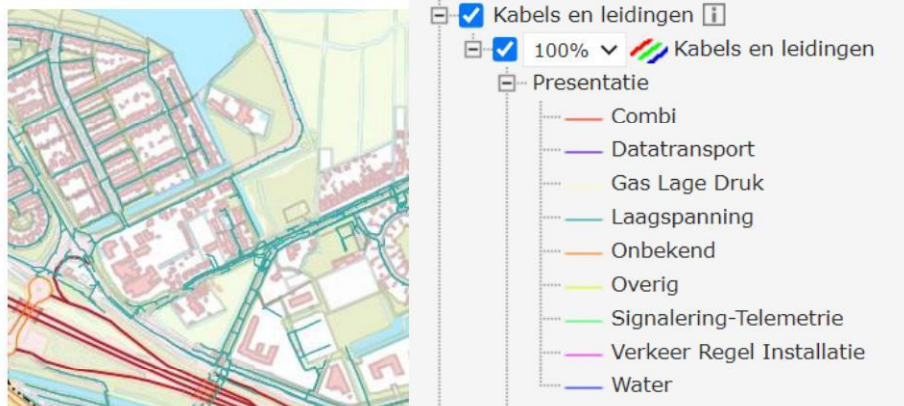 Kabels en leidingen i
100% Kabels en leidingen
Presentatie
Combi
Datatransport
Gas Lage Druk
Laagspanning
Onbekend
Overig
Signalering-Telemetrie
Verkeer Regel Installatie
Water